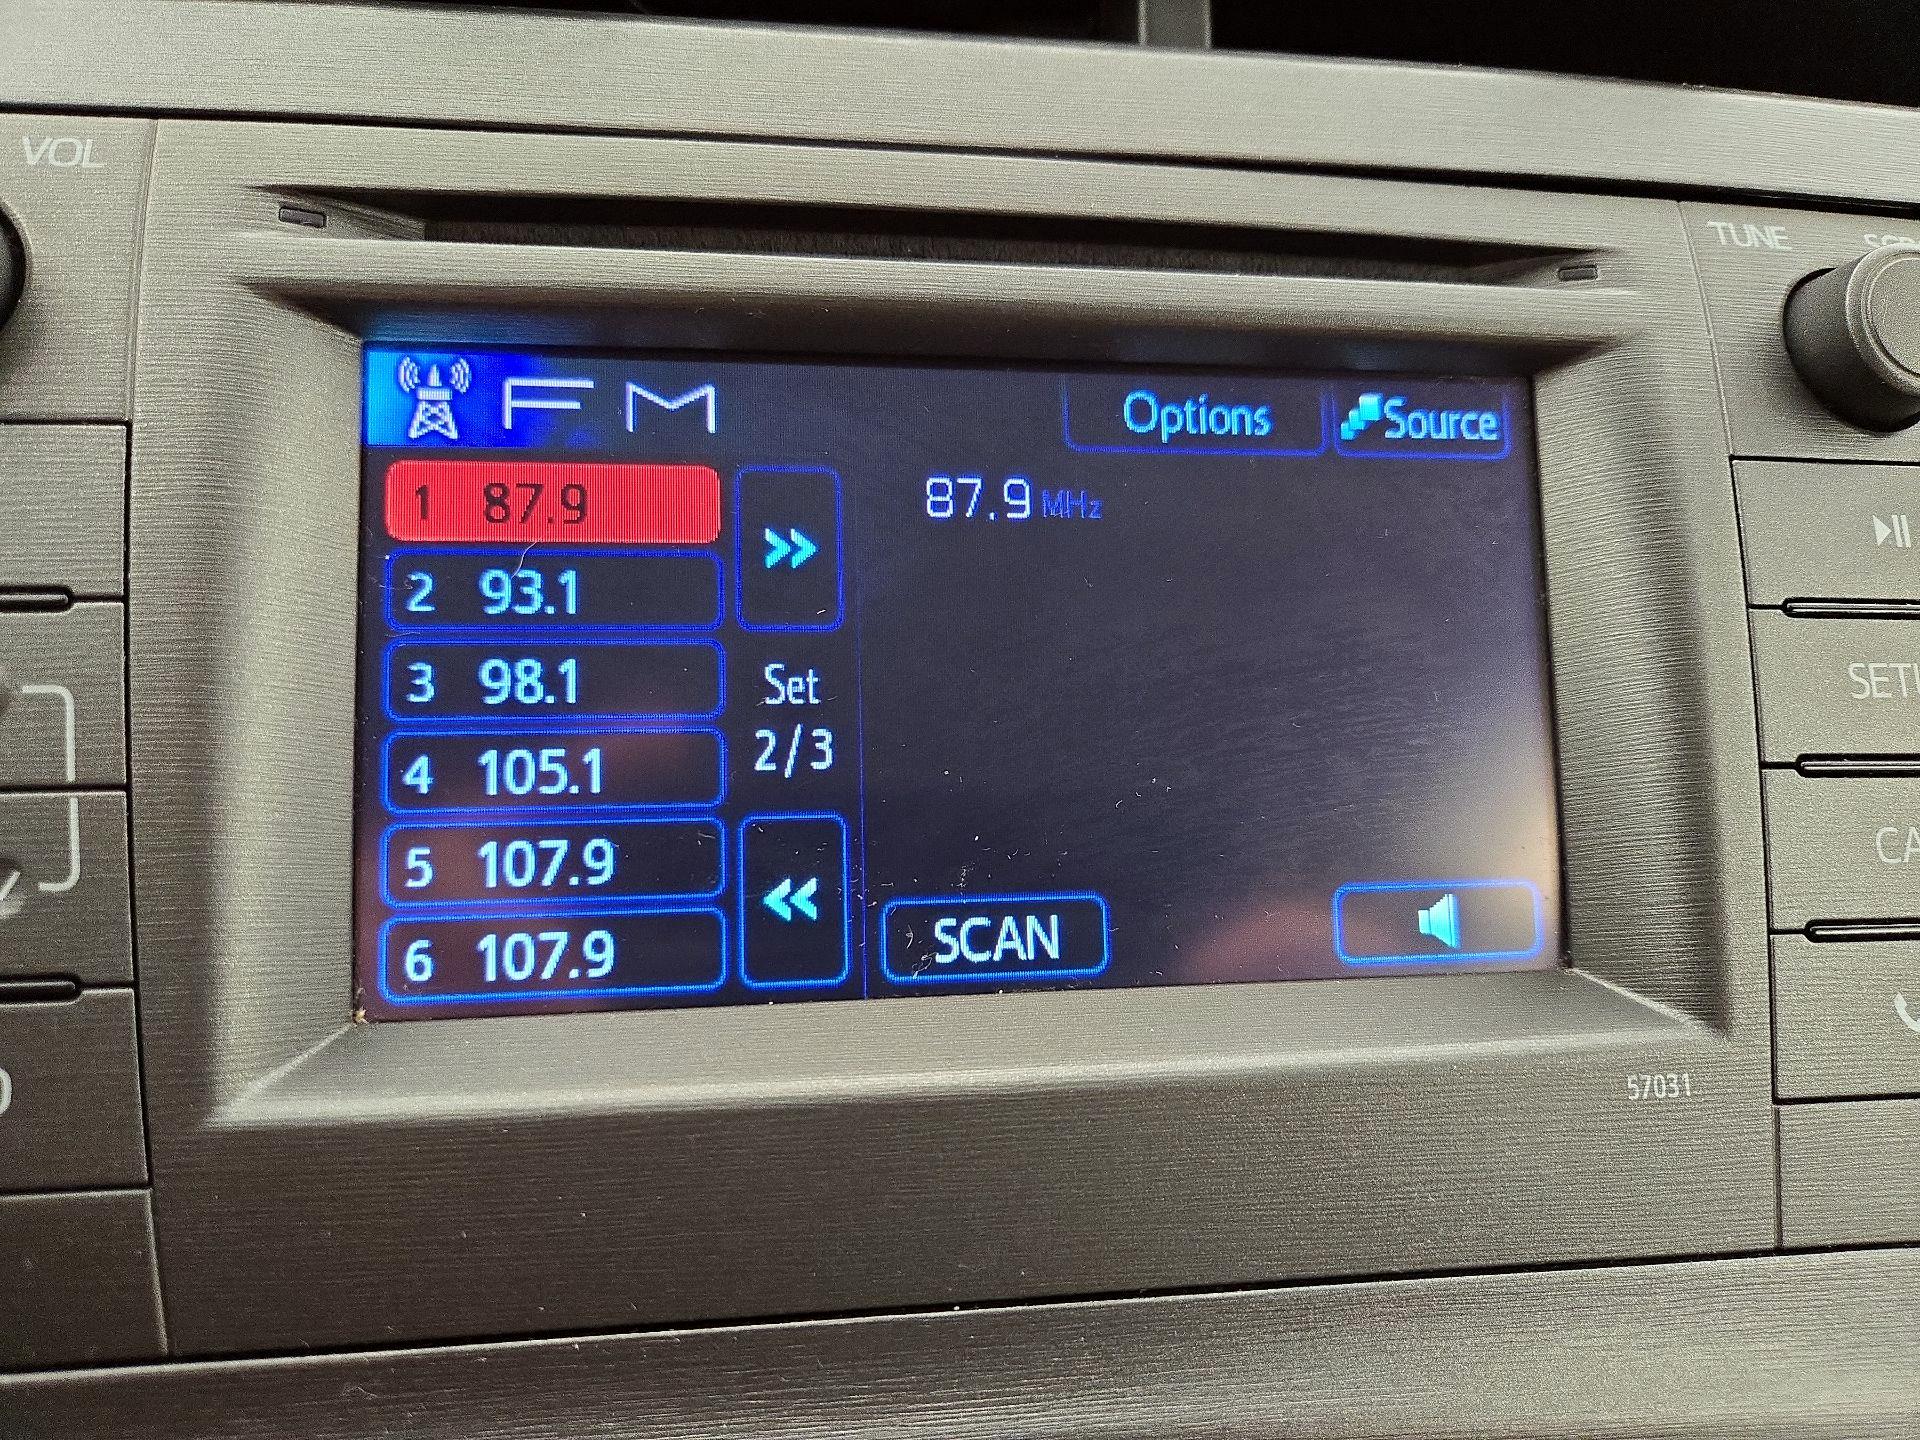 VOL
TUNE
FM
Options
Source
1 87.9
87.9 MHz
2 93.1
3 98.1
Set
2/3
4 105.1
5 107.9
6 107.9
SCAN
57031